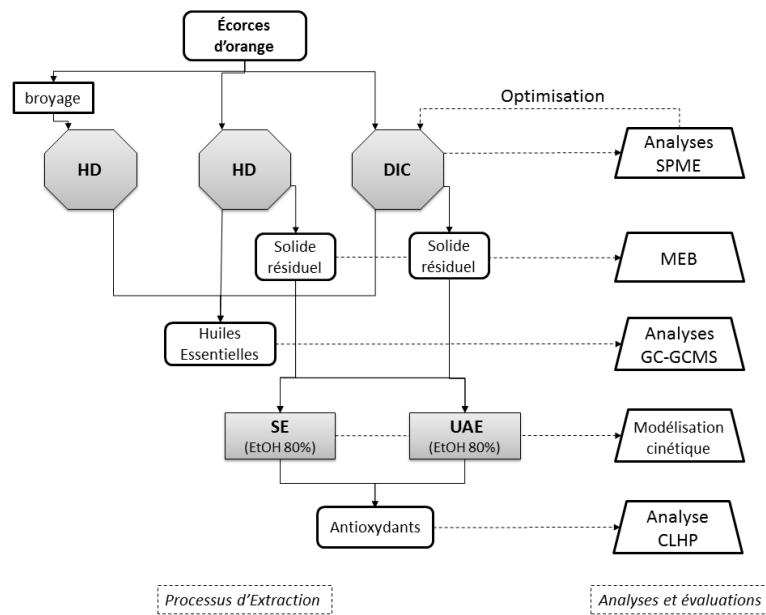 Écorces
d'orange
broyage
Optimisation
HD
HD
DIC
Analyses
SPME
Solide
résiduel
Solide
résiduel
MEB
Huiles
Essentielles
Analyses
GC-GCMS
SE
(EtOH 80%)
UAE
(EtOH 80%)
Modélisation
cinétique
Antioxydants
Analyse
CLHP
Processus d'Extraction
Analyses et évaluations